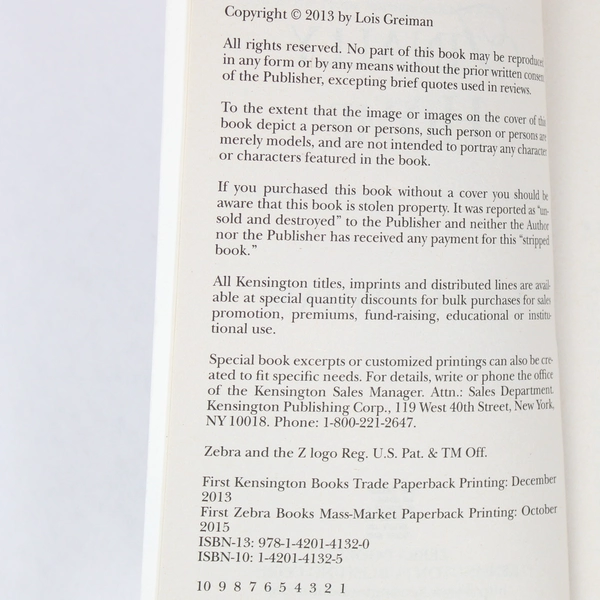 Copyright © 2013 by Lois Greiman
All rights reserved. No part of this book may be reproduced
in any form or by any means without the prior written consent
of the Publisher, excepting brief quotes used in reviews.
To the extent that the image or images on the cover of this
book depict a person or persons, such person or persons are
merely models, and are not intended to portray any character
or characters featured in the book.
If you purchased this book without a cover you should be
aware that this book is stolen property. It was reported as “un-
sold and destroyed” to the Publisher and neither the Author
nor the Publisher has received any payment for this “stripped
book.”
All Kensington titles, imprints and distributed lines are avail-
able at special quantity discounts for bulk purchases for sales
promotion, premiums, fund-raising, educational or institu-
tional use.
Special book excerpts or customized printings can also be cre-
ated to fit specific needs. For details, write or phone the office
of the Kensington Sales Manager. Attn.: Sales Department.
Kensington Publishing Corp., 119 West 40th Street, New York,
NY 10018. Phone: 1-800-221-2647.
Zebra and the Z logo Reg. U.S. Pat. & TM Off.
First Kensington Books Trade Paperback Printing: December
2013
First Zebra Books Mass-Market Paperback Printing: October
2015
ISBN-13: 978-1-4201-4132-0
ISBN-10: 1-4201-4132-5
10 9 8 7 6 5 4 3 2 1